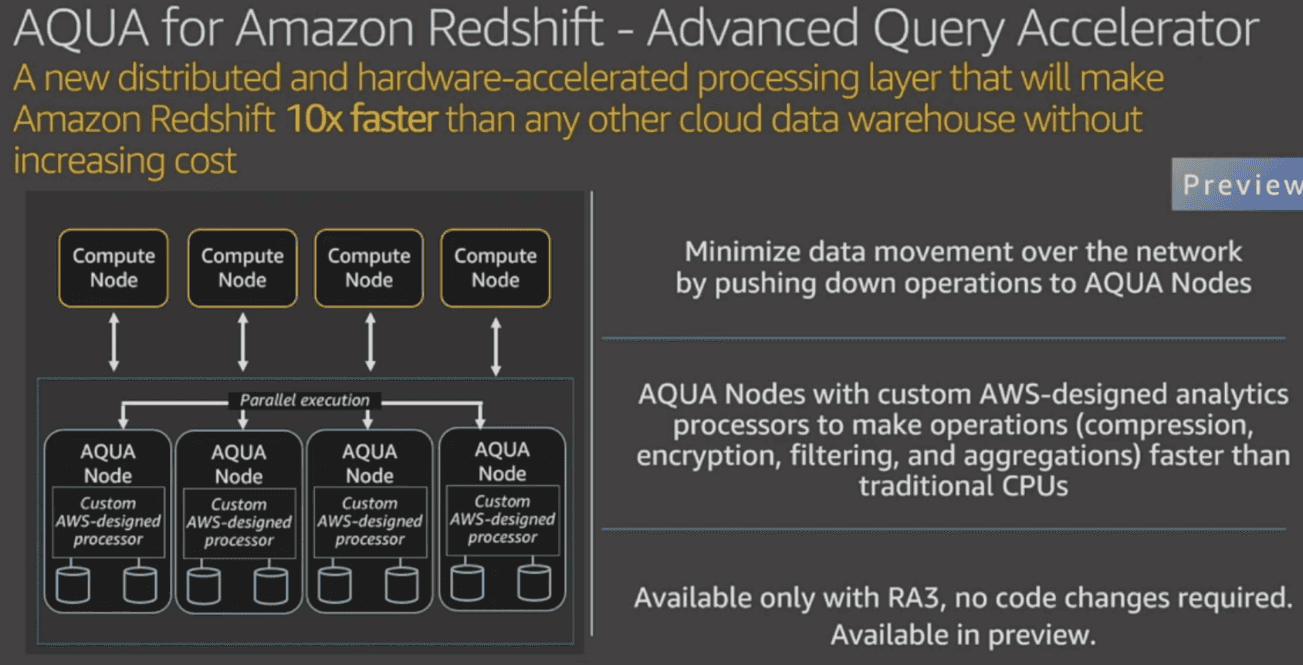 AQUA for Amazon Redshift - Advanced Query Accelerator
A new distributed and hardware-accelerated processing layer that will make
Amazon Redshift 10x faster than any other cloud data warehouse without
increasing cost
Preview
Compute
Node
Compute
Node
Compute
Node
Compute
Node
Parallel execution
AQUA
Node
Custom
AWS-designed
processor
AQUA
Node
Custom
AWS-designed
processor
AQUA
Node
Custom
AWS-designed
processor
AQUA
Node
Custom
AWS-designed
processor
Minimize data movement over the network
by pushing down operations to AQUA Nodes
AQUA Nodes with custom AWS-designed analytics
processors to make operations (compression,
encryption, filtering, and aggregations) faster than
traditional CPUs
Available only with RA3, no code changes required.
Available in preview.